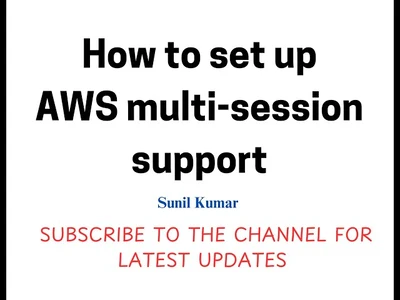 How to set up
AWS multi-session
support
Sunil Kumar
SUBSCRIBE TO THE CHANNEL FOR
LATEST UPDATES